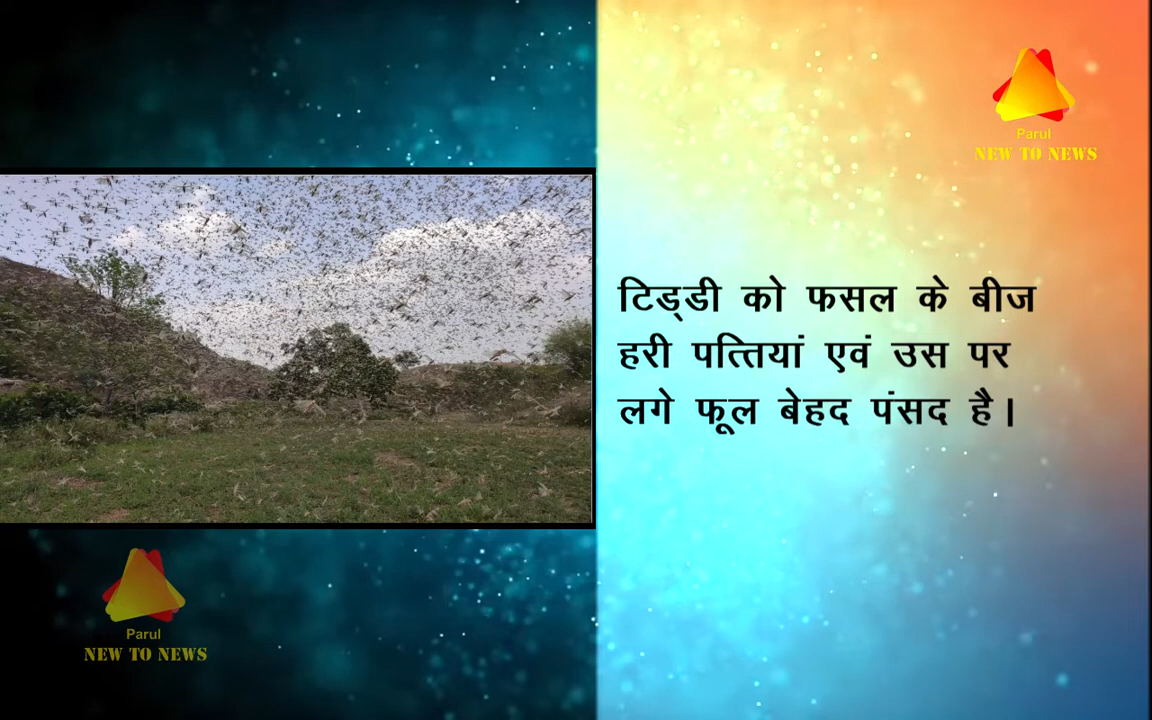 Parul
NEW TO NEWS
टिड्डी को फसल के बीज
हरी पत्तियां एवं उस पर
लगे फूल बेहद पंसद है।
Parul
NEW TO NEWS